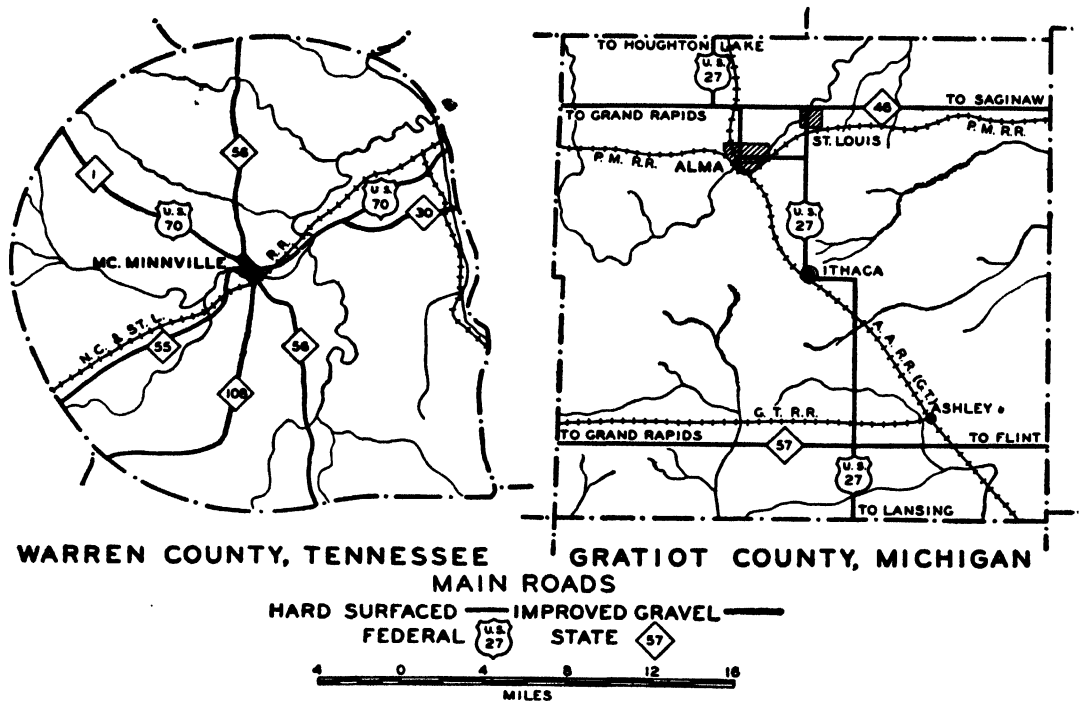 TO HOUGHTON LAKE
U.S.
27
46
TO SAGINAW
TO GRAND RAPIDS
P. M. R.R.
ST. LOUIS
P. M. R.R.
ALMA
U.S.
27
ITHACA
A. A. R.R. (G.T.)
ASHLEY
G. T. R.R.
TO GRAND RAPIDS
57
TO FLINT
U.S.
27
TO LANSING
56
1
U.S.
70
U.S.
70
30
R.R.
MC. MINNVILLE
N.C. & ST. L.
55
56
108
WARREN COUNTY, TENNESSEE
GRATIOT COUNTY, MICHIGAN
MAIN ROADS
HARD SURFACED IMPROVED GRAVEL
FEDERAL U.S. 27 STATE 57
4 0 4 8 12 16
MILES